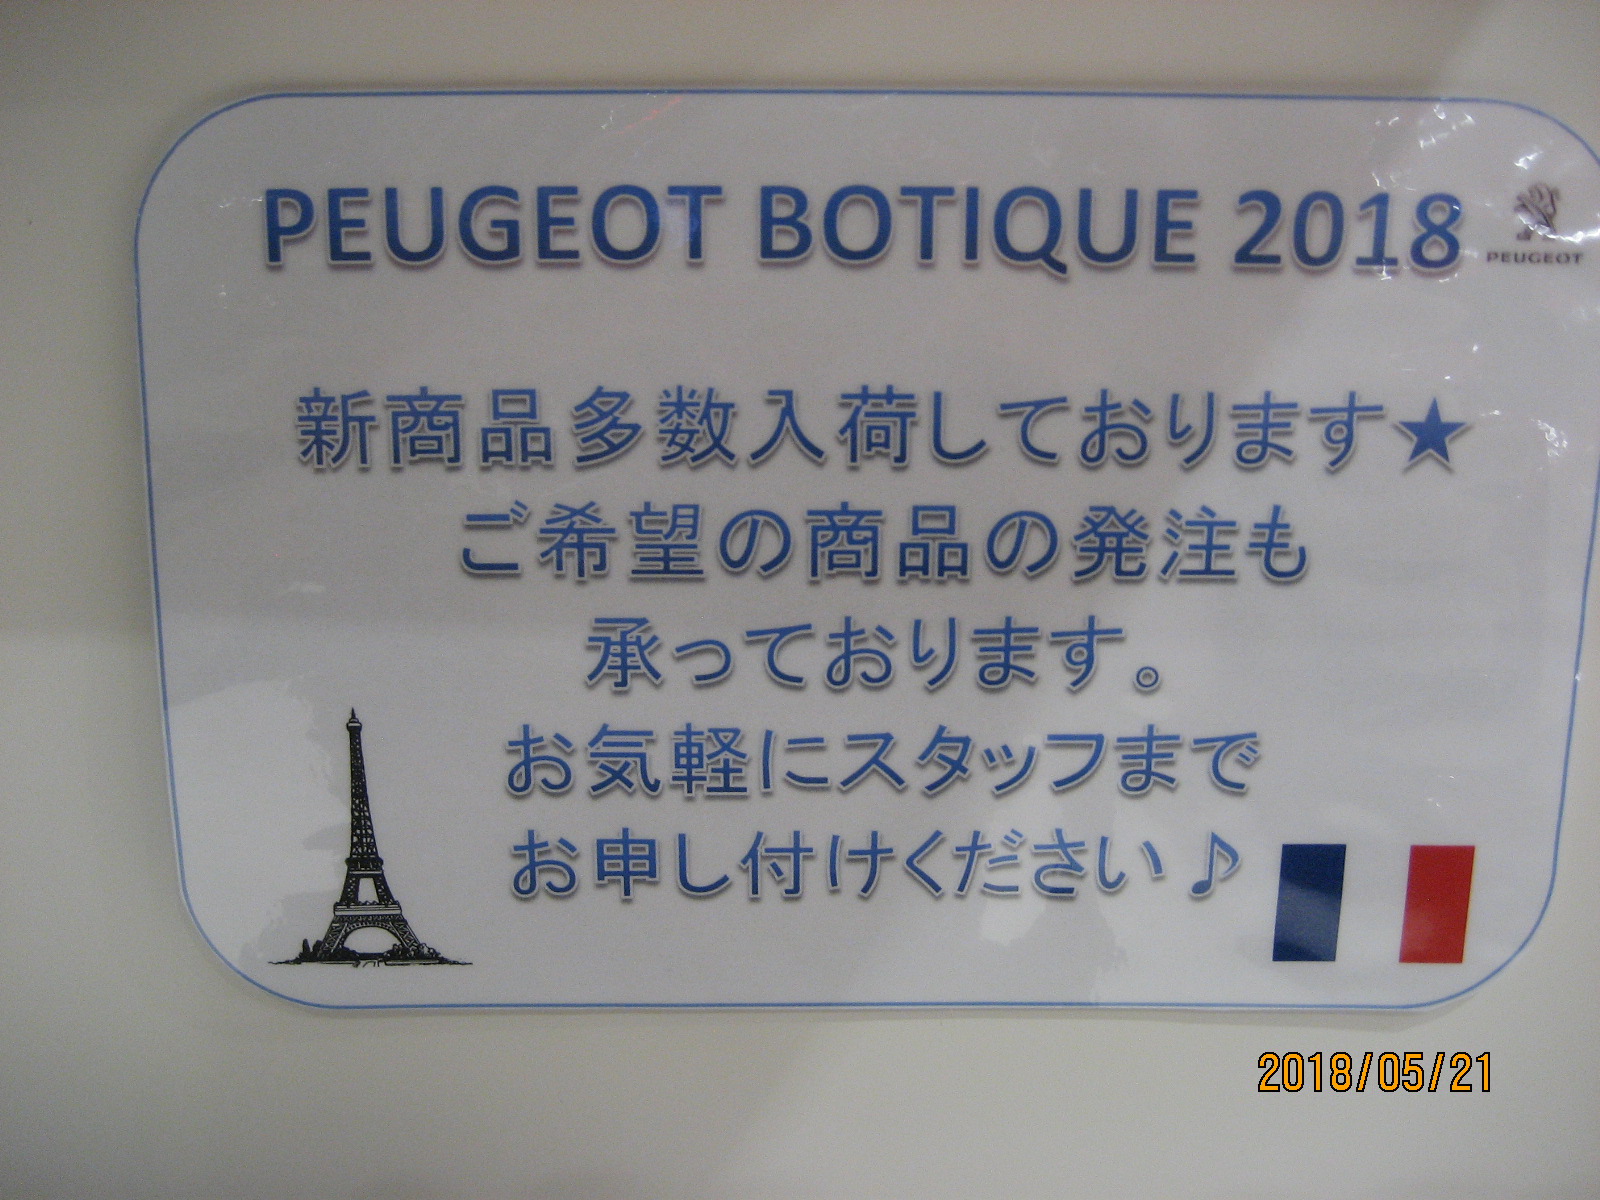 PEUGEOT BOTIQUE 2018
PEUGEOT
新商品多数入荷しております★
ご希望の商品の発注も
承っております。
お気軽にスタッフまで
お申し付けください♪
2018/05/21